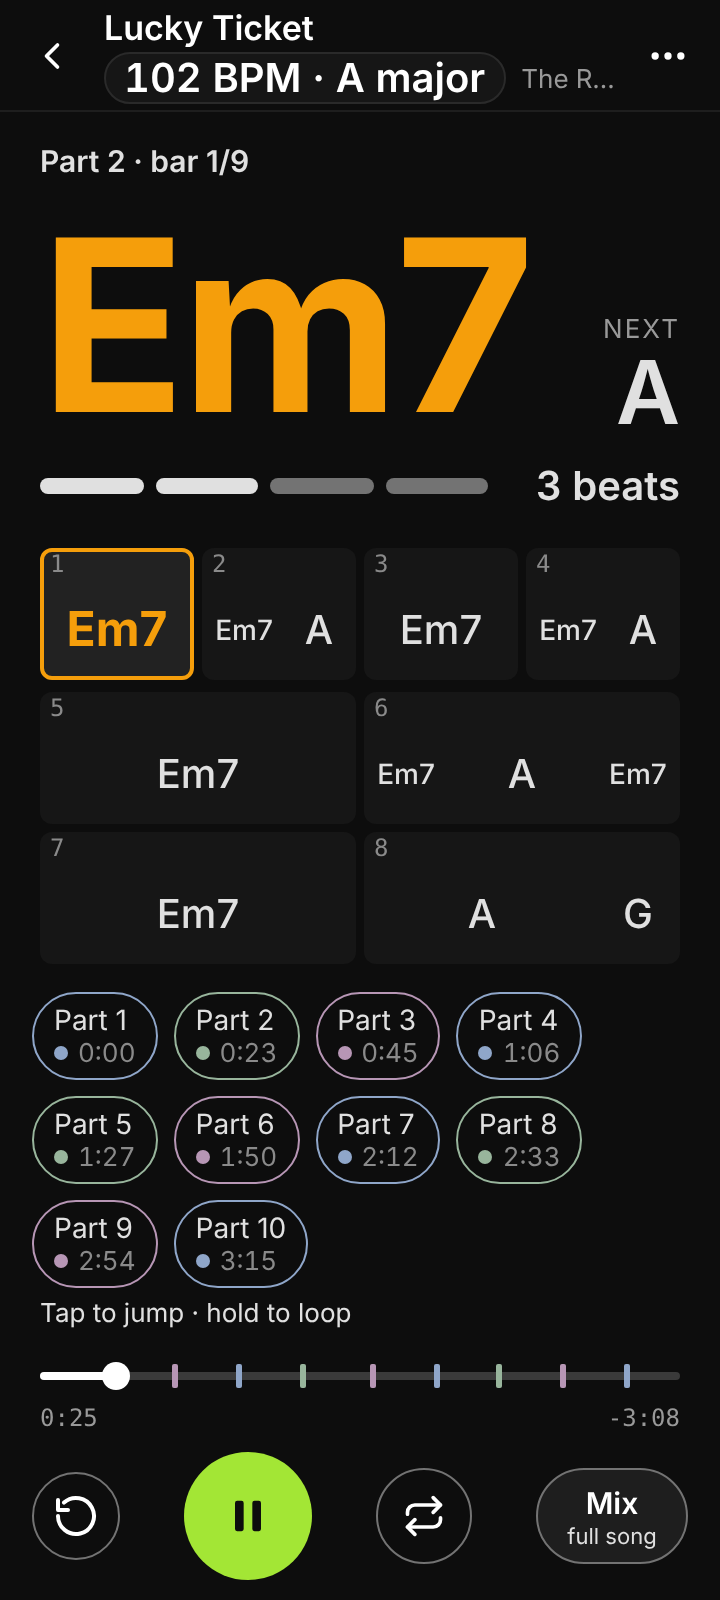 Lucky Ticket
102 BPM · A major
The R...
Part 2 · bar 1/9
Em7
NEXT
A
3 beats
1
Em7
2
Em7 A
3
Em7
4
Em7 A
5
Em7
6
Em7 A Em7
7
Em7
8
A G
Part 1
0:00
Part 2
0:23
Part 3
0:45
Part 4
1:06
Part 5
1:27
Part 6
1:50
Part 7
2:12
Part 8
2:33
Part 9
2:54
Part 10
3:15
Tap to jump · hold to loop
0:25
-3:08
Mix
full song